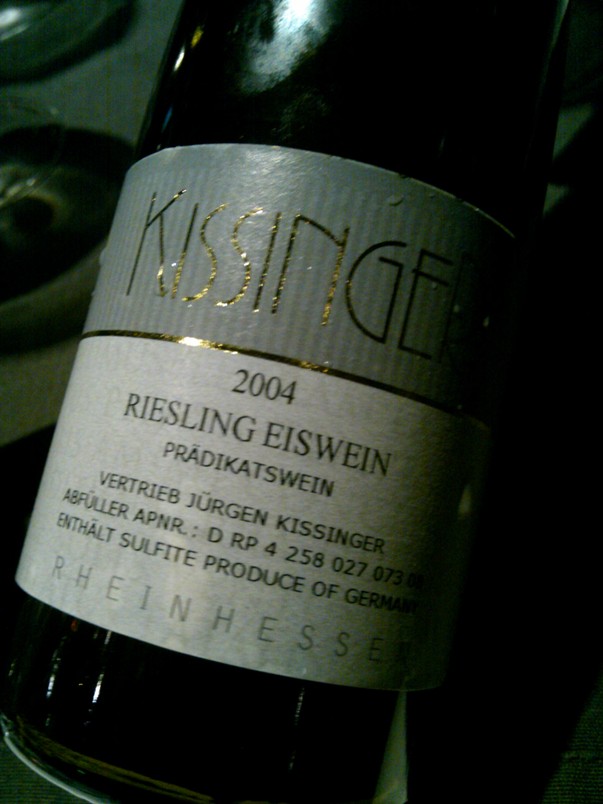 KISSINGER
2004
RIESLING EISWEIN
PRÄDIKATSWEIN
VERTRIEB JÜRGEN KISSINGER
ABFÜLLER APNR.: D RP 4 258 027 073
ENTHÄLT SULFITE PRODUCE OF GERMANY
RHEINHESSEN